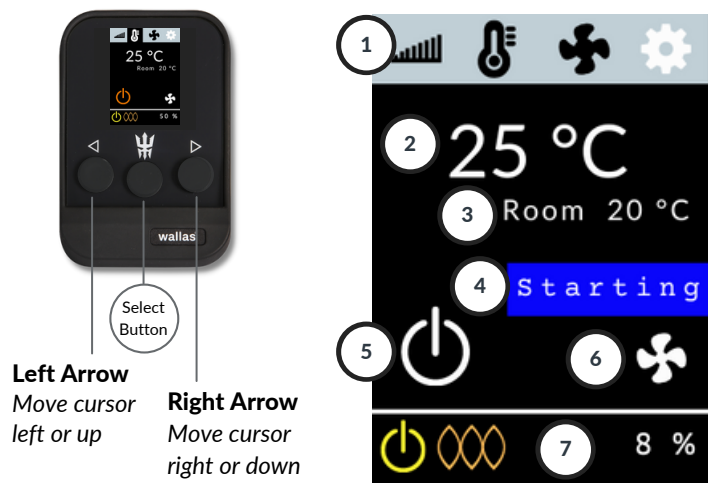 25 °C
Room 20 °C
50 %
wallas
Select
Button
Left Arrow
Move cursor
left or up
Right Arrow
Move cursor
right or down
1
2
25 °C
3
Room 20 °C
4
Starting
5
6
7
8 %